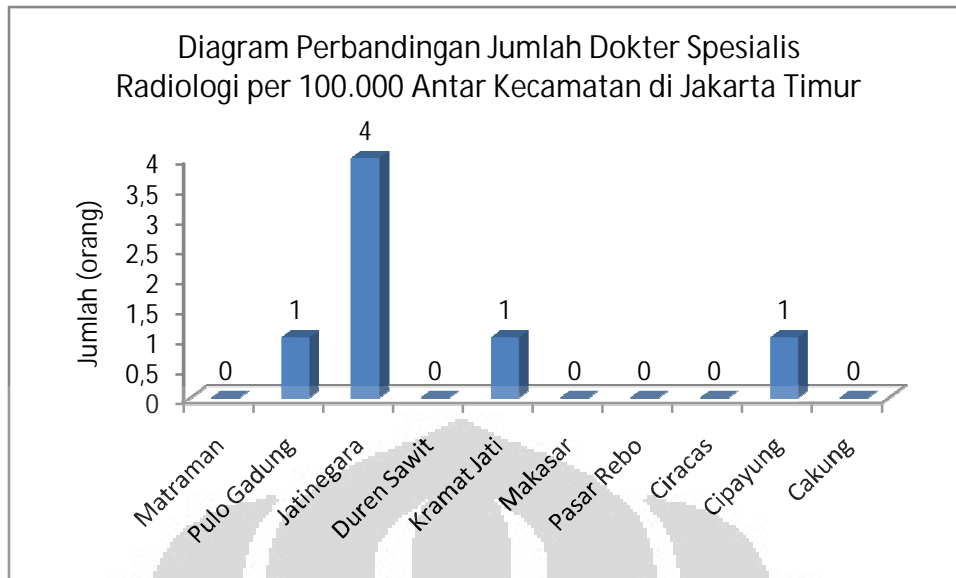 Diagram Perbandingan Jumlah Dokter Spesialis
Radiologi per 100.000 Antar Kecamatan di Jakarta Timur
Jumlah (orang)
4
3,5
3
2,5
2
1,5
1
0,5
0
0
1
4
0
1
0
0
0
1
0
Matraman
Pulo Gadung
Jatinegara
Duren Sawit
Kramat Jati
Makasar
Pasar Rebo
Ciracas
Cipayung
Cakung